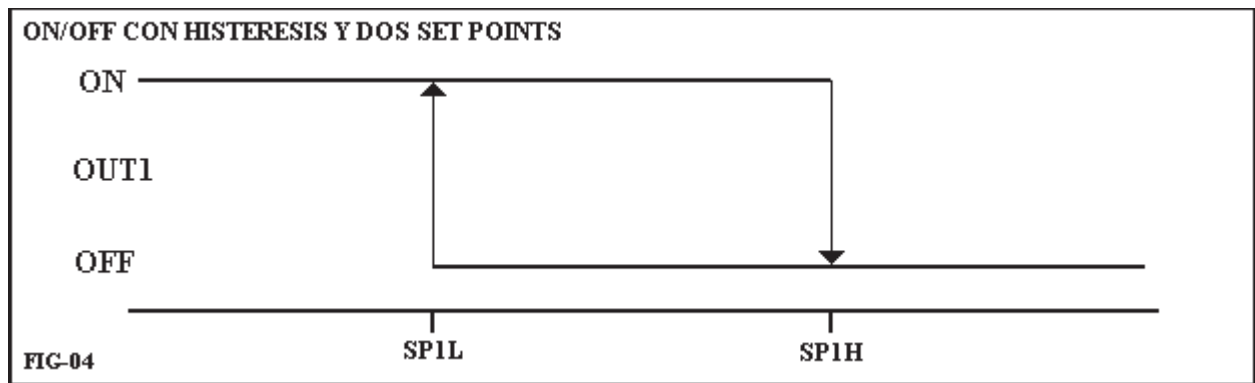 ON/OFF CON HISTERESIS Y DOS SET POINTS
ON
OUT1
OFF
SP1L
SP1H
FIG-04